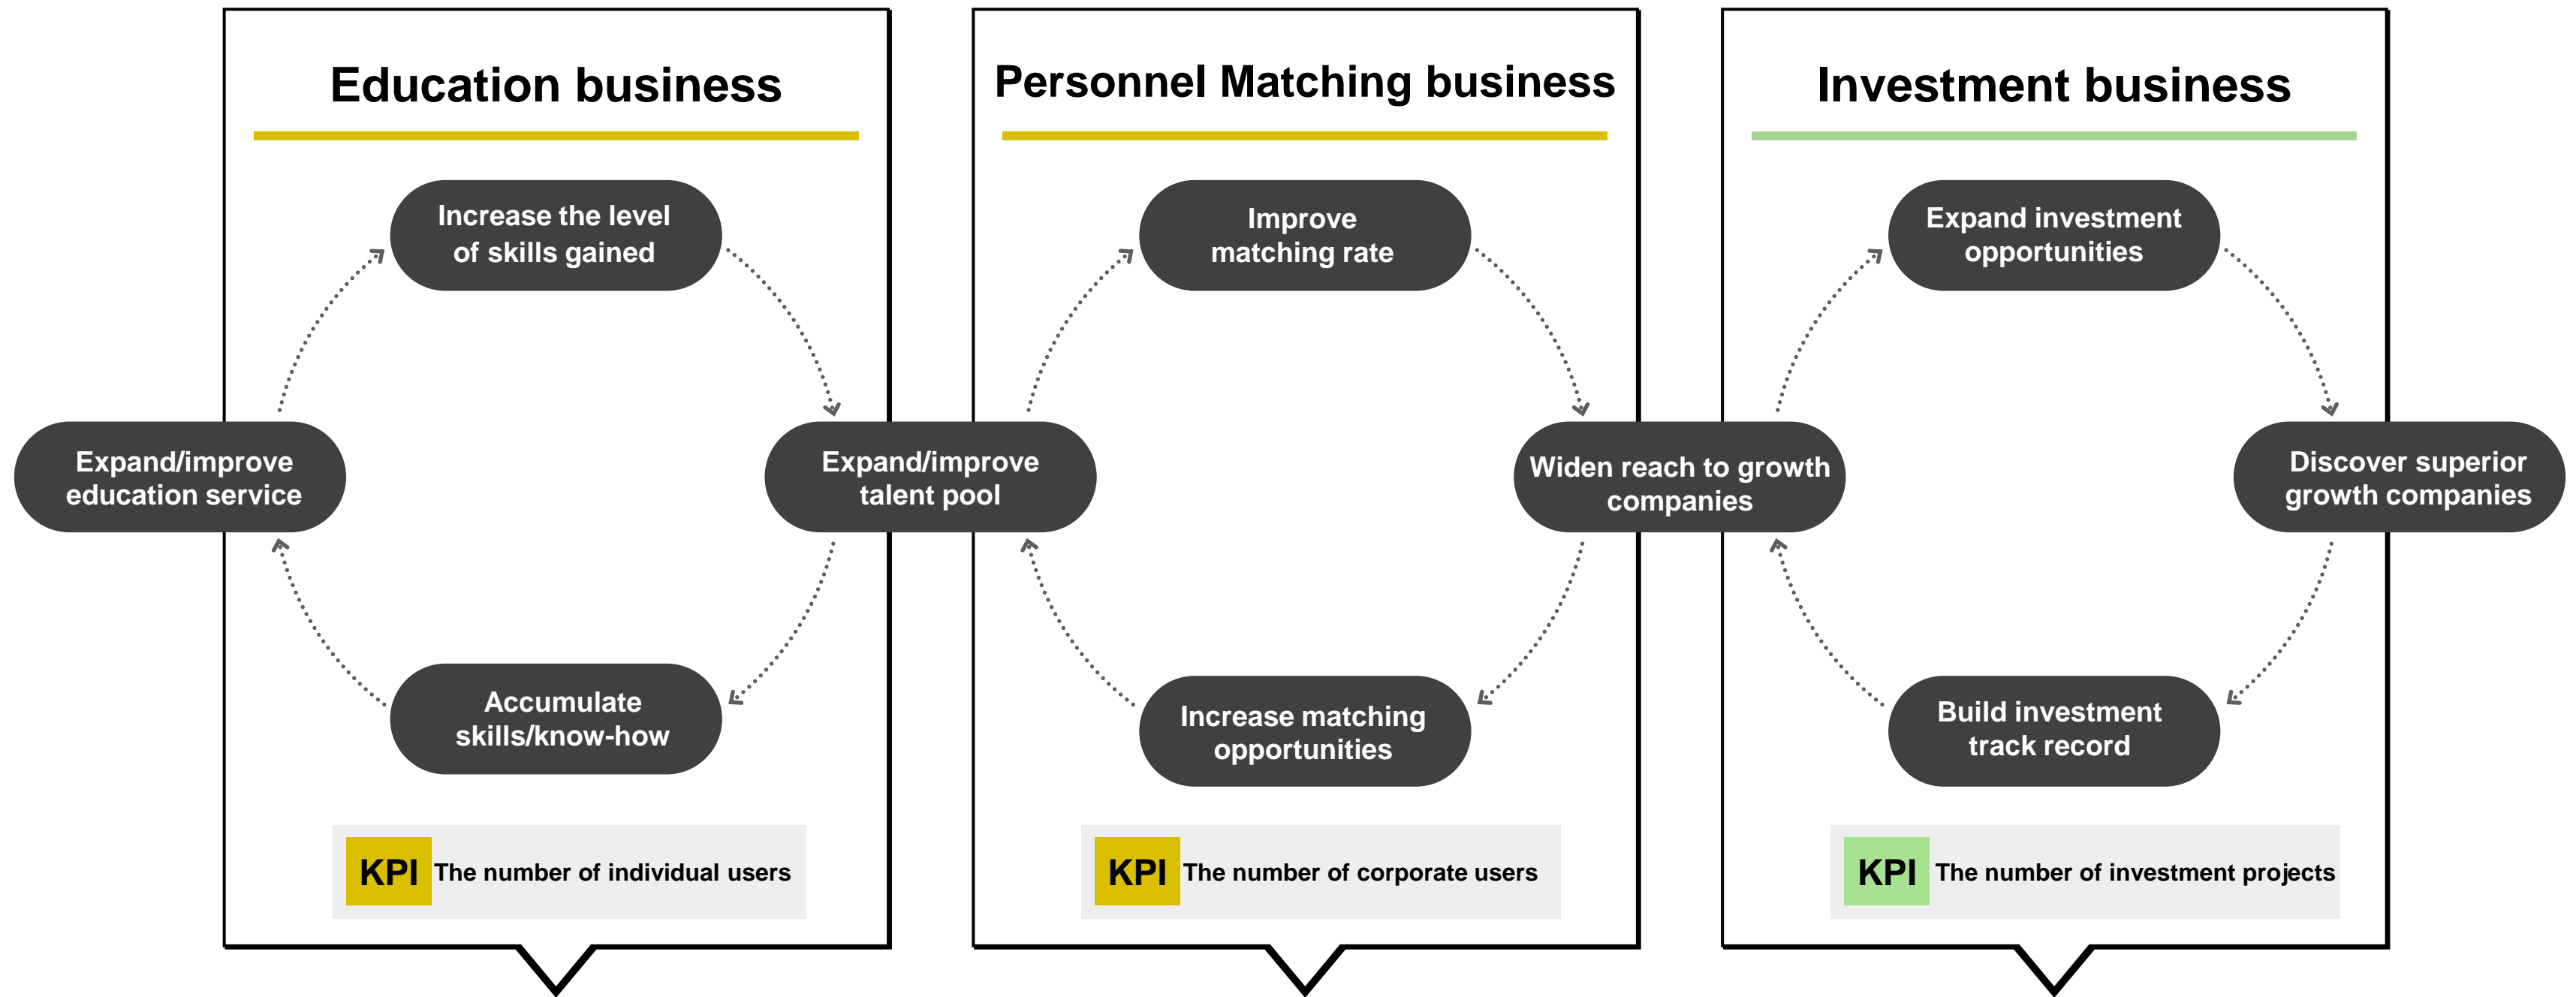 Education business
Personnel Matching business
Investment business
Increase the level
of skills gained
Improve
matching rate
Expand investment
opportunities
Expand/improve
education service
Expand/improve
talent pool
Widen reach to growth
companies
Discover superior
growth companies
Accumulate
skills/know-how
Increase matching
opportunities
Build investment
track record
KPI The number of individual users
KPI The number of corporate users
KPI The number of investment projects